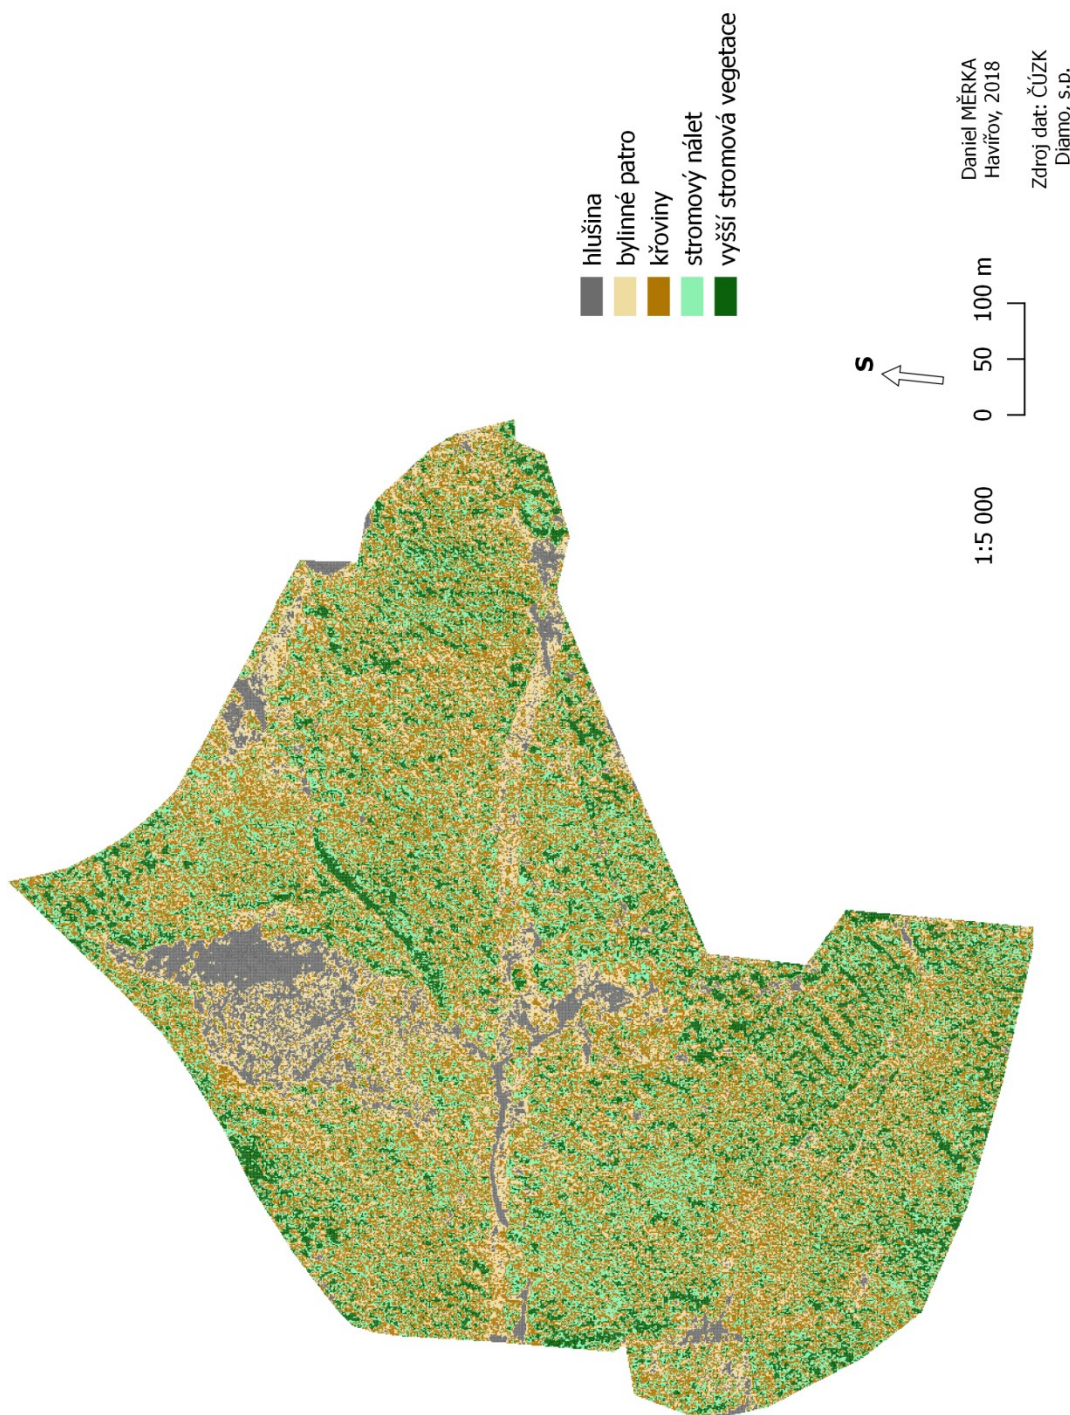 hlušina
bylinné patro
křoviny
stromový nálet
vyšší stromová vegetace
S
1:5 000
0 50 100 m
Daniel MĚRKA
Havířov, 2018
Zdroj dat: ČÚZK
Diamo, s.p.